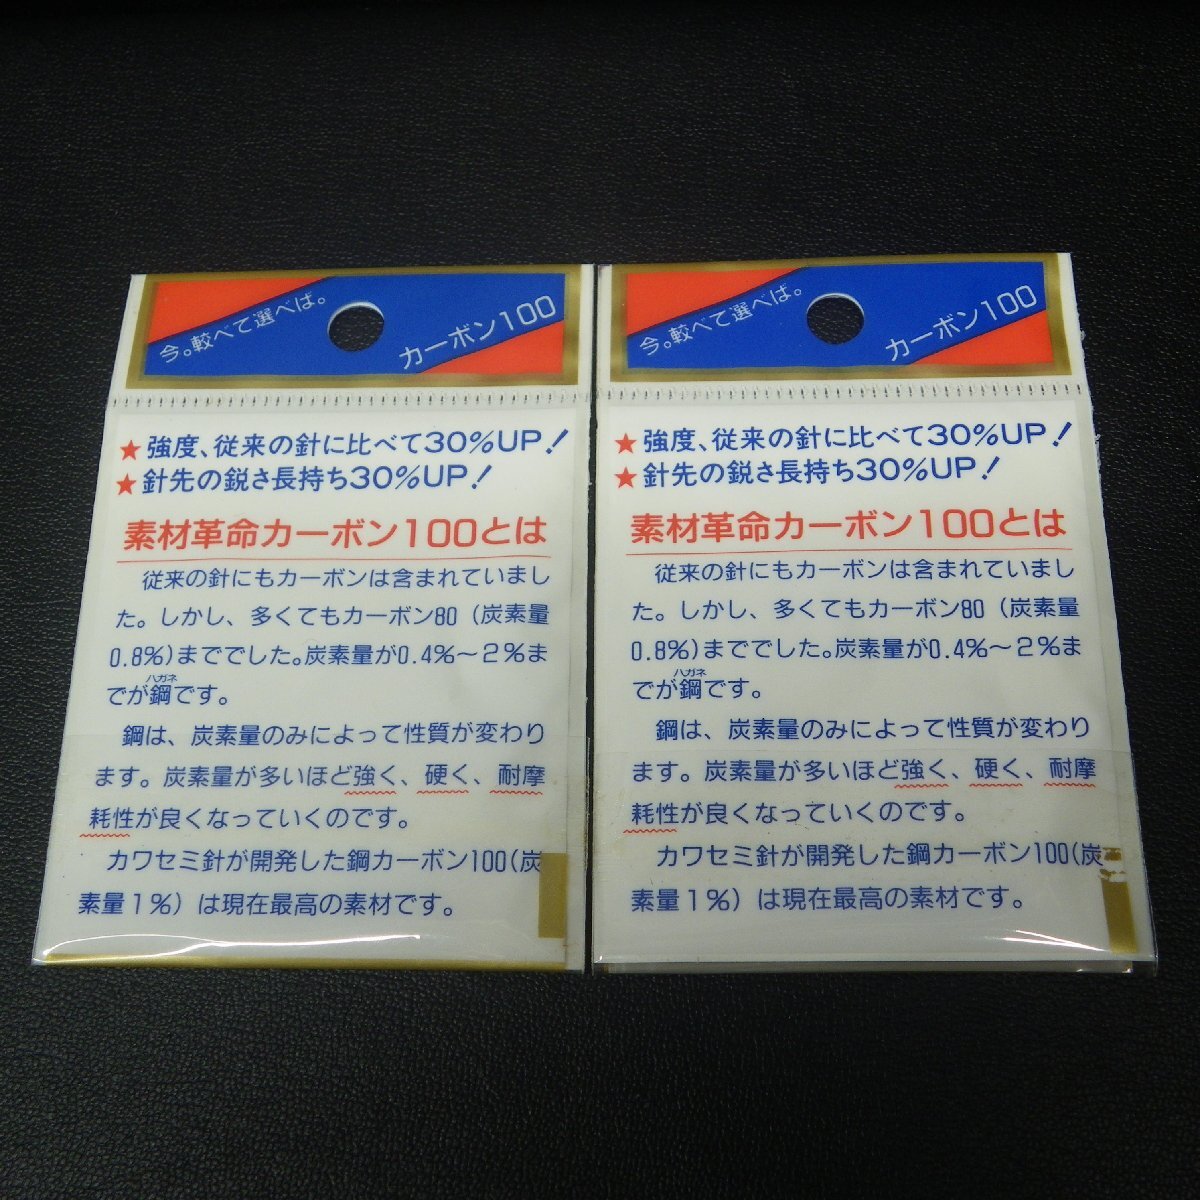 今。較べて選べば。
カーボン100
★強度、従来の針に比べて30%UP!
★針先の鋭さ長持ち30%UP!
素材革命カーボン100とは
従来の針にもカーボンは含まれていまし
た。しかし、多くてもカーボン80（炭素量
0.8%）まででした。炭素量が0.4%～2%ま
ハガネ
でが鋼です。
鋼は、炭素量のみによって性質が変わり
ます。炭素量が多いほど強く、硬く、耐摩
耗性が良くなっていくのです。
カワセミ針が開発した鋼カーボン100（炭
素量1%）は現在最高の素材です。
今。較べて選べば。
カーボン100
★強度、従来の針に比べて30%UP!
★針先の鋭さ長持ち30%UP!
素材革命カーボン100とは
従来の針にもカーボンは含まれていまし
た。しかし、多くてもカーボン80（炭素量
0.8%）まででした。炭素量が0.4%～2%ま
ハガネ
でが鋼です。
鋼は、炭素量のみによって性質が変わり
ます。炭素量が多いほど強く、硬く、耐摩
耗性が良くなっていくのです。
カワセミ針が開発した鋼カーボン100（炭
素量1%）は現在最高の素材です。